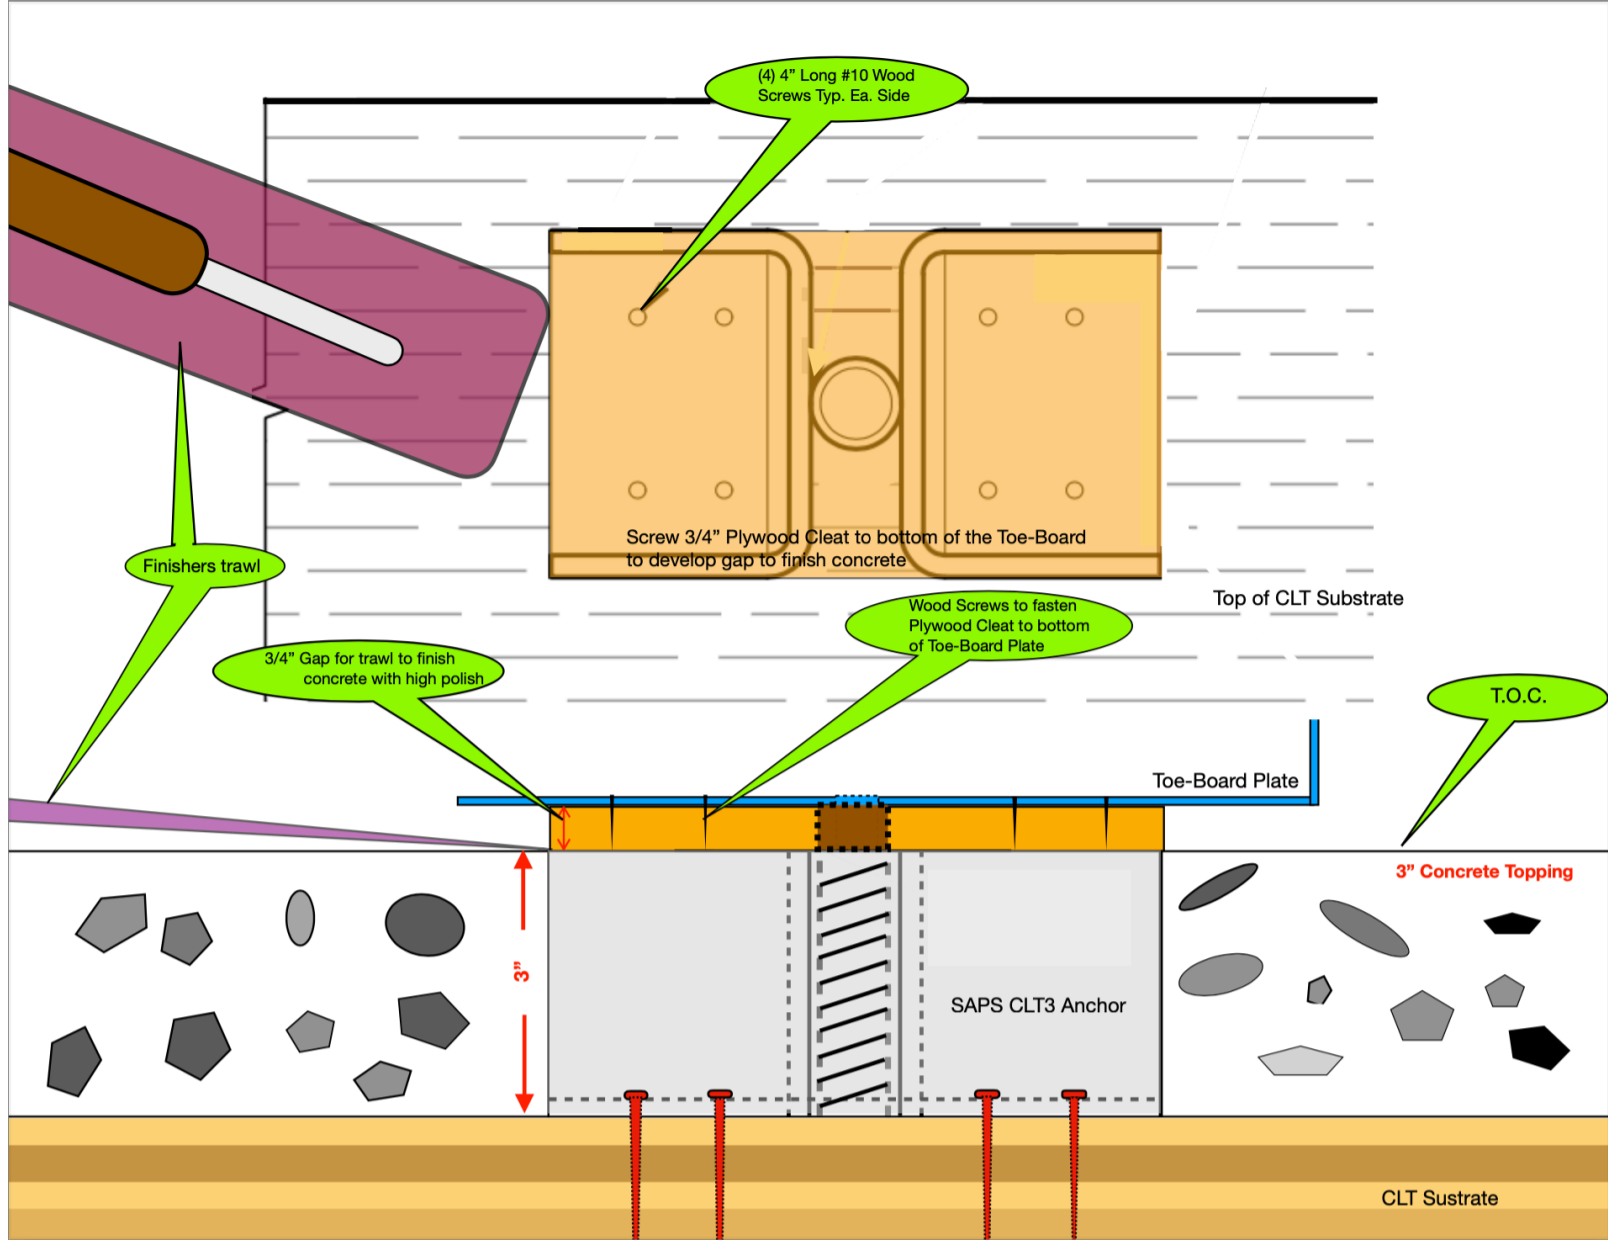 (4) 4” Long #10 Wood
Screws Typ. Ea. Side
Screw 3/4” Plywood Cleat to bottom of the Toe-Board
to develop gap to finish concrete
Finishers trawl
Top of CLT Substrate
Wood Screws to fasten
Plywood Cleat to bottom
of Toe-Board Plate
3/4” Gap for trawl to finish
concrete with high polish
T.O.C.
Toe-Board Plate
3” Concrete Topping
3”
SAPS CLT3 Anchor
CLT Sustrate